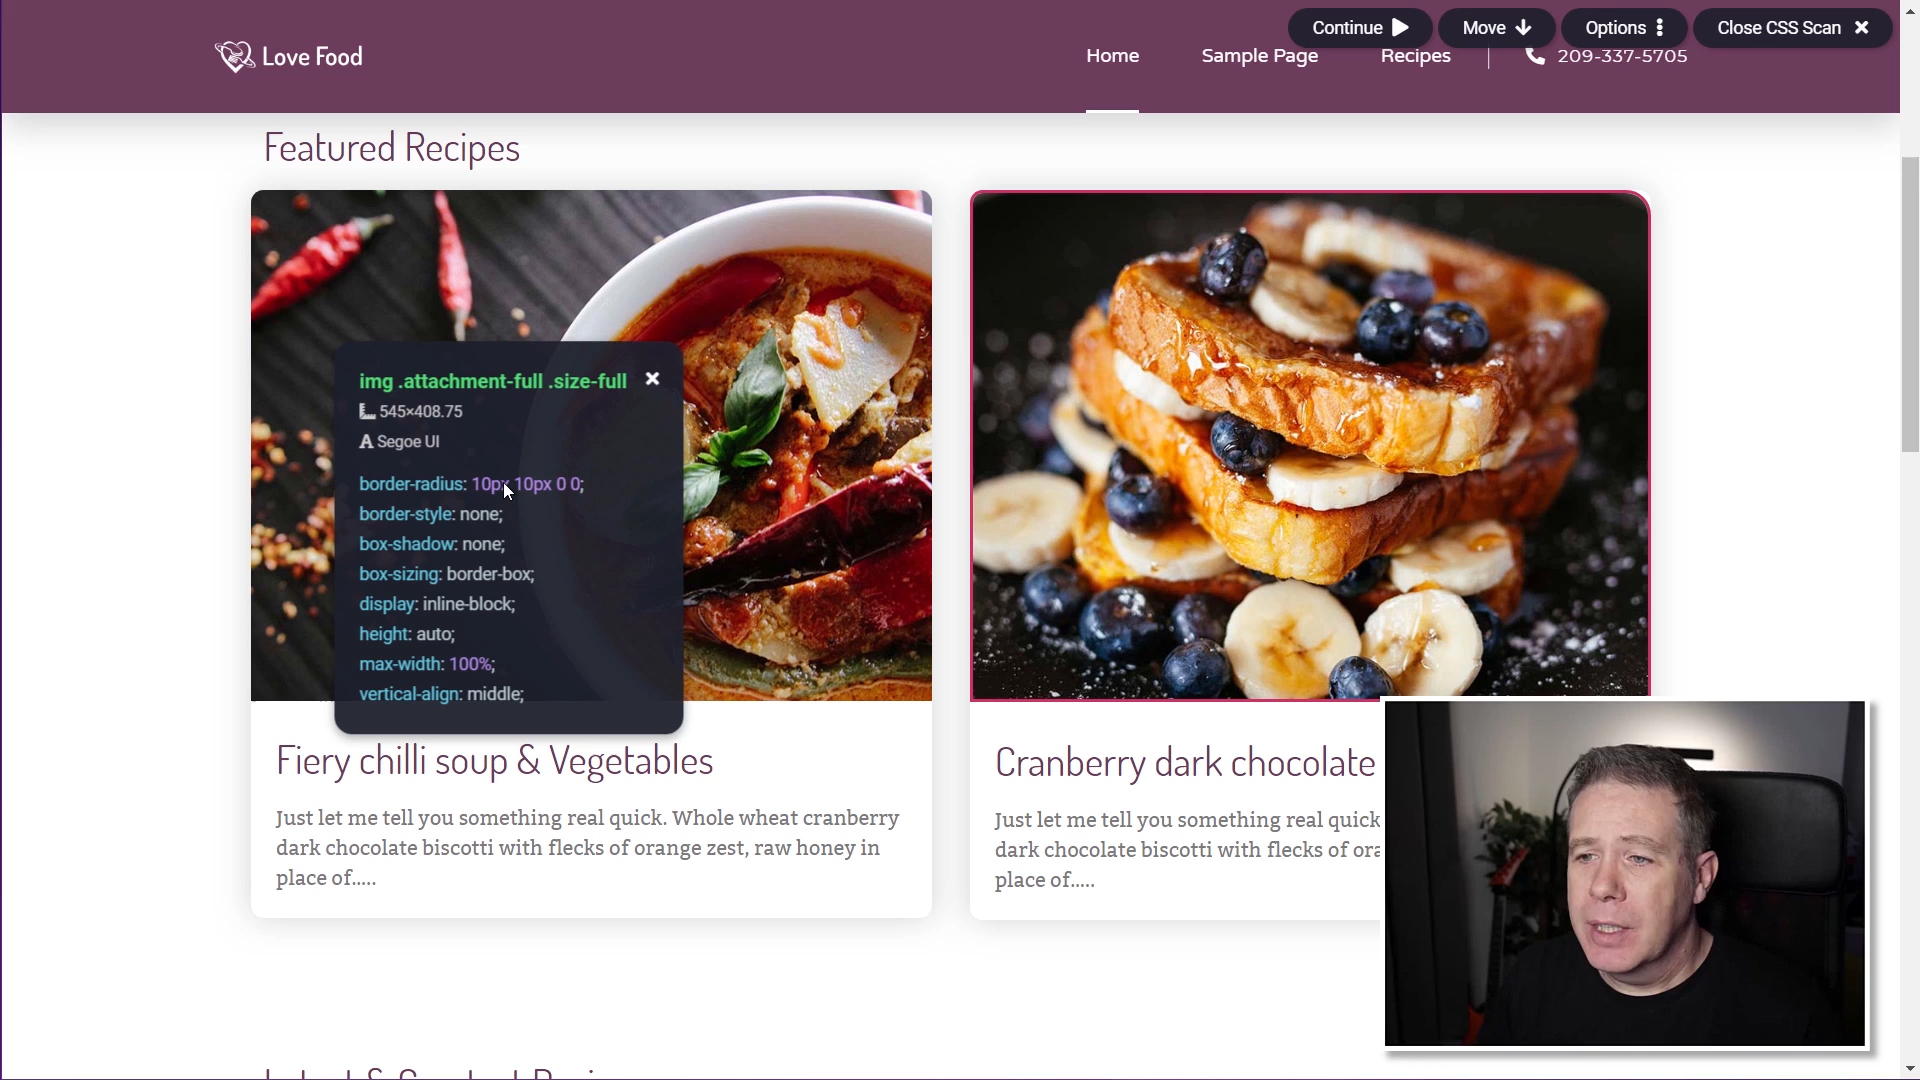 Continue
Move
Options
Close CSS Scan
Love Food
Home
Sample Page
Recipes
209-337-5705
Featured Recipes
img .attachment-full .size-full
545×408.75
A Segoe UI
border-radius: 10px 10px 0 0;
border-style: none;
box-shadow: none;
box-sizing: border-box;
display: inline-block;
height: auto;
max-width: 100%;
vertical-align: middle;
Fiery chilli soup & Vegetables
Just let me tell you something real quick. Whole wheat cranberry
dark chocolate biscotti with flecks of orange zest, raw honey in
place of.....
Cranberry dark chocolate
Just let me tell you something real quick
dark chocolate biscotti with flecks of ora
place of.....